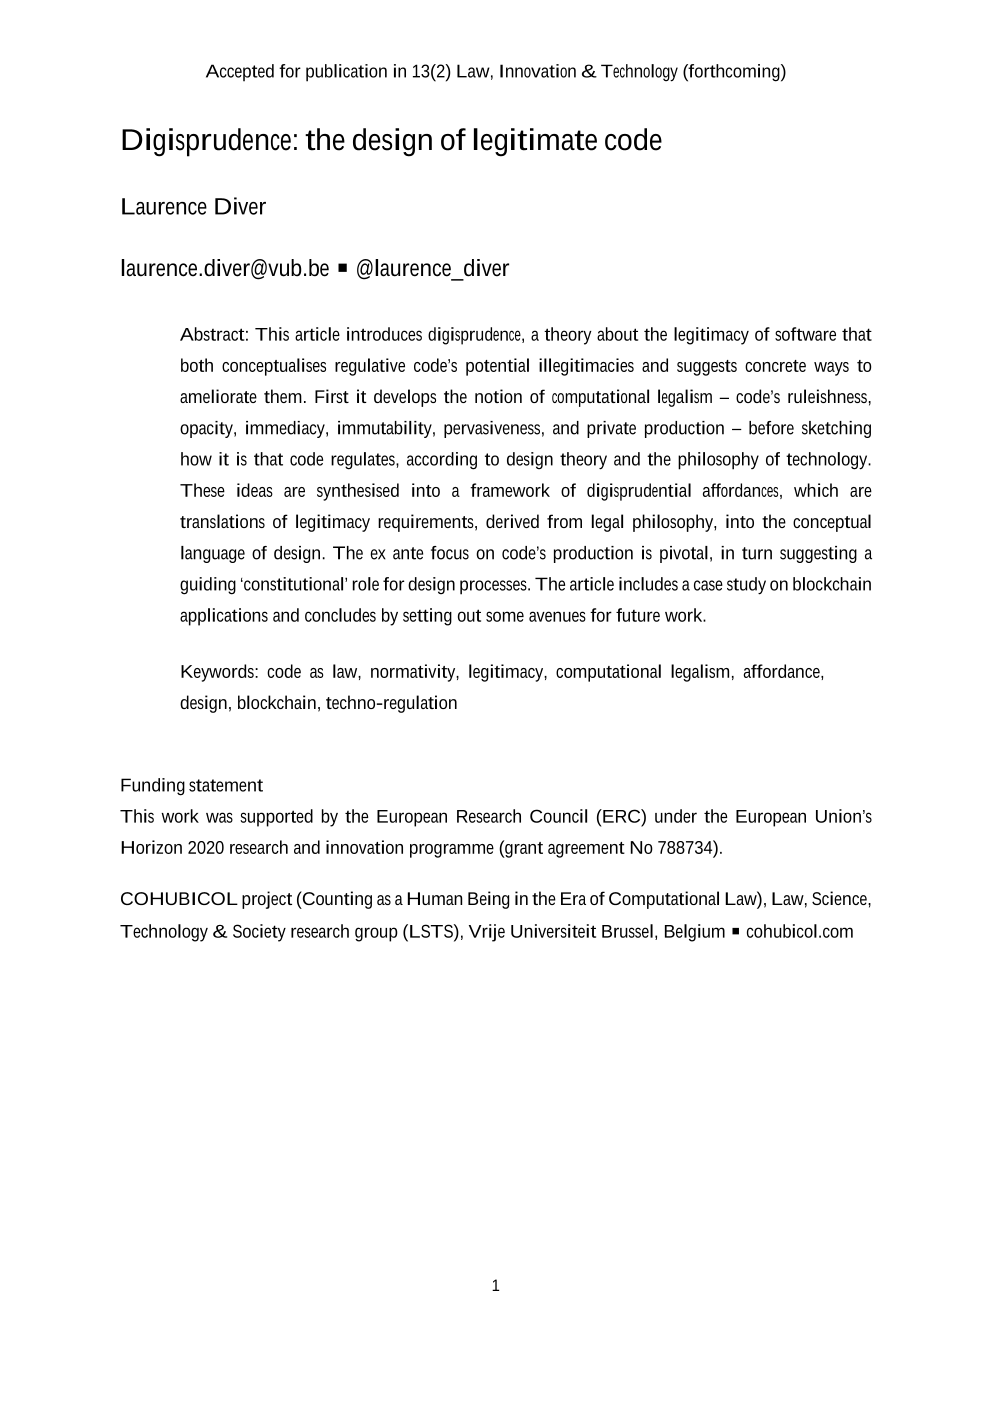 Accepted for publication in 13(2) Law, Innovation & Technology (forthcoming)
Digisprudence: the design of legitimate code
Laurence Diver
laurence.diver@vub.be ▪ @laurence_diver
Abstract: This article introduces digisprudence, a theory about the legitimacy of software that
both conceptualises regulative code’s potential illegitimacies and suggests concrete ways to
ameliorate them. First it develops the notion of computational legalism – code’s ruleishness,
opacity, immediacy, immutability, pervasiveness, and private production – before sketching
how it is that code regulates, according to design theory and the philosophy of technology.
These ideas are synthesised into a framework of digisprudential affordances, which are
translations of legitimacy requirements, derived from legal philosophy, into the conceptual
language of design. The ex ante focus on code’s production is pivotal, in turn suggesting a
guiding ‘constitutional’ role for design processes. The article includes a case study on blockchain
applications and concludes by setting out some avenues for future work.
Keywords: code as law, normativity, legitimacy, computational legalism, affordance,
design, blockchain, techno-regulation
Funding statement
This work was supported by the European Research Council (ERC) under the European Union’s
Horizon 2020 research and innovation programme (grant agreement No 788734).
COHUBICOL project (Counting as a Human Being in the Era of Computational Law), Law, Science,
Technology & Society research group (LSTS), Vrije Universiteit Brussel, Belgium ▪ cohubicol.com
1